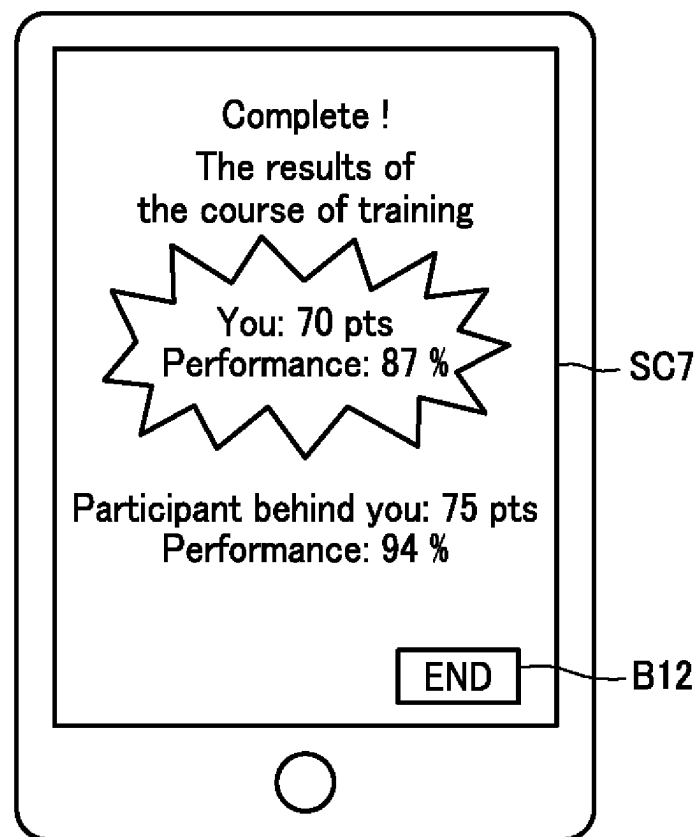 Complete !
The results of
the course of training
You: 70 pts
Performance: 87 %
SC7
Participant behind you: 75 pts
Performance: 94 %
END
B12